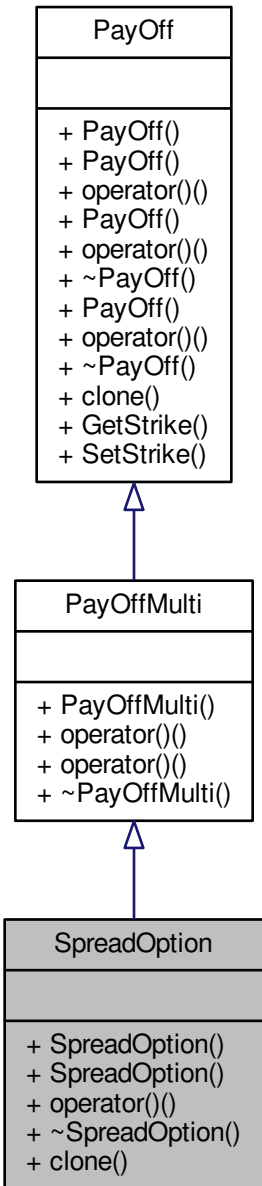 PayOff
+ PayOff()
+ PayOff()
+ operator()()
+ PayOff()
+ operator()()
+ ~PayOff()
+ PayOff()
+ operator()()
+ ~PayOff()
+ clone()
+ GetStrike()
+ SetStrike()
PayOffMulti
+ PayOffMulti()
+ operator()()
+ operator()()
+ ~PayOffMulti()
SpreadOption
+ SpreadOption()
+ SpreadOption()
+ operator()()
+ ~SpreadOption()
+ clone()